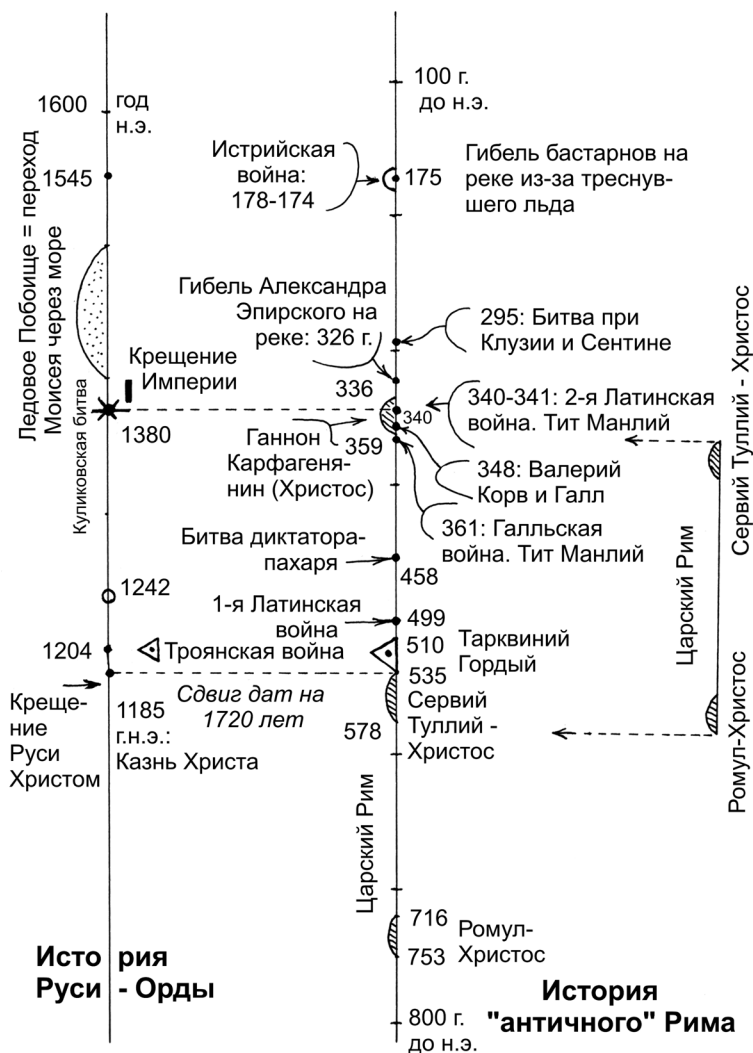 1600
год
н.э.
1545
Ледовое Побоище = переход
Моисея через море
Крещение
Империи
Куликовская битва
1380
1242
1204
Троянская война
Креще-
ние
Руси
Христом
1185
г.н.э.:
Казнь Христа
Сдвиг дат на
1720 лет
История
Руси - Орды
100 г.
до н.э.
Истрийская
война:
178-174
175
Гибель бастарнов на
реке из-за треснув-
шего льда
Гибель Александра
Эпирского на
реке: 326 г.
295: Битва при
Клузии и Сентине
336
340
359
340-341: 2-я Латинская
война. Тит Манлий
Ганнон
Карфагеня-
нин (Христос)
348: Валерий
Корв и Галл
361: Галльская
война. Тит Манлий
Битва диктатора-
пахаря
458
1-я Латинская
война
499
510
Тарквиний
Гордый
535
Сервий
Туллий -
Христос
578
Царский Рим
716
753
Ромул-
Христос
800 г.
до н.э.
История
"античного" Рима
Царский Рим
Сервий Туллий - Христос
Ромул-Христос